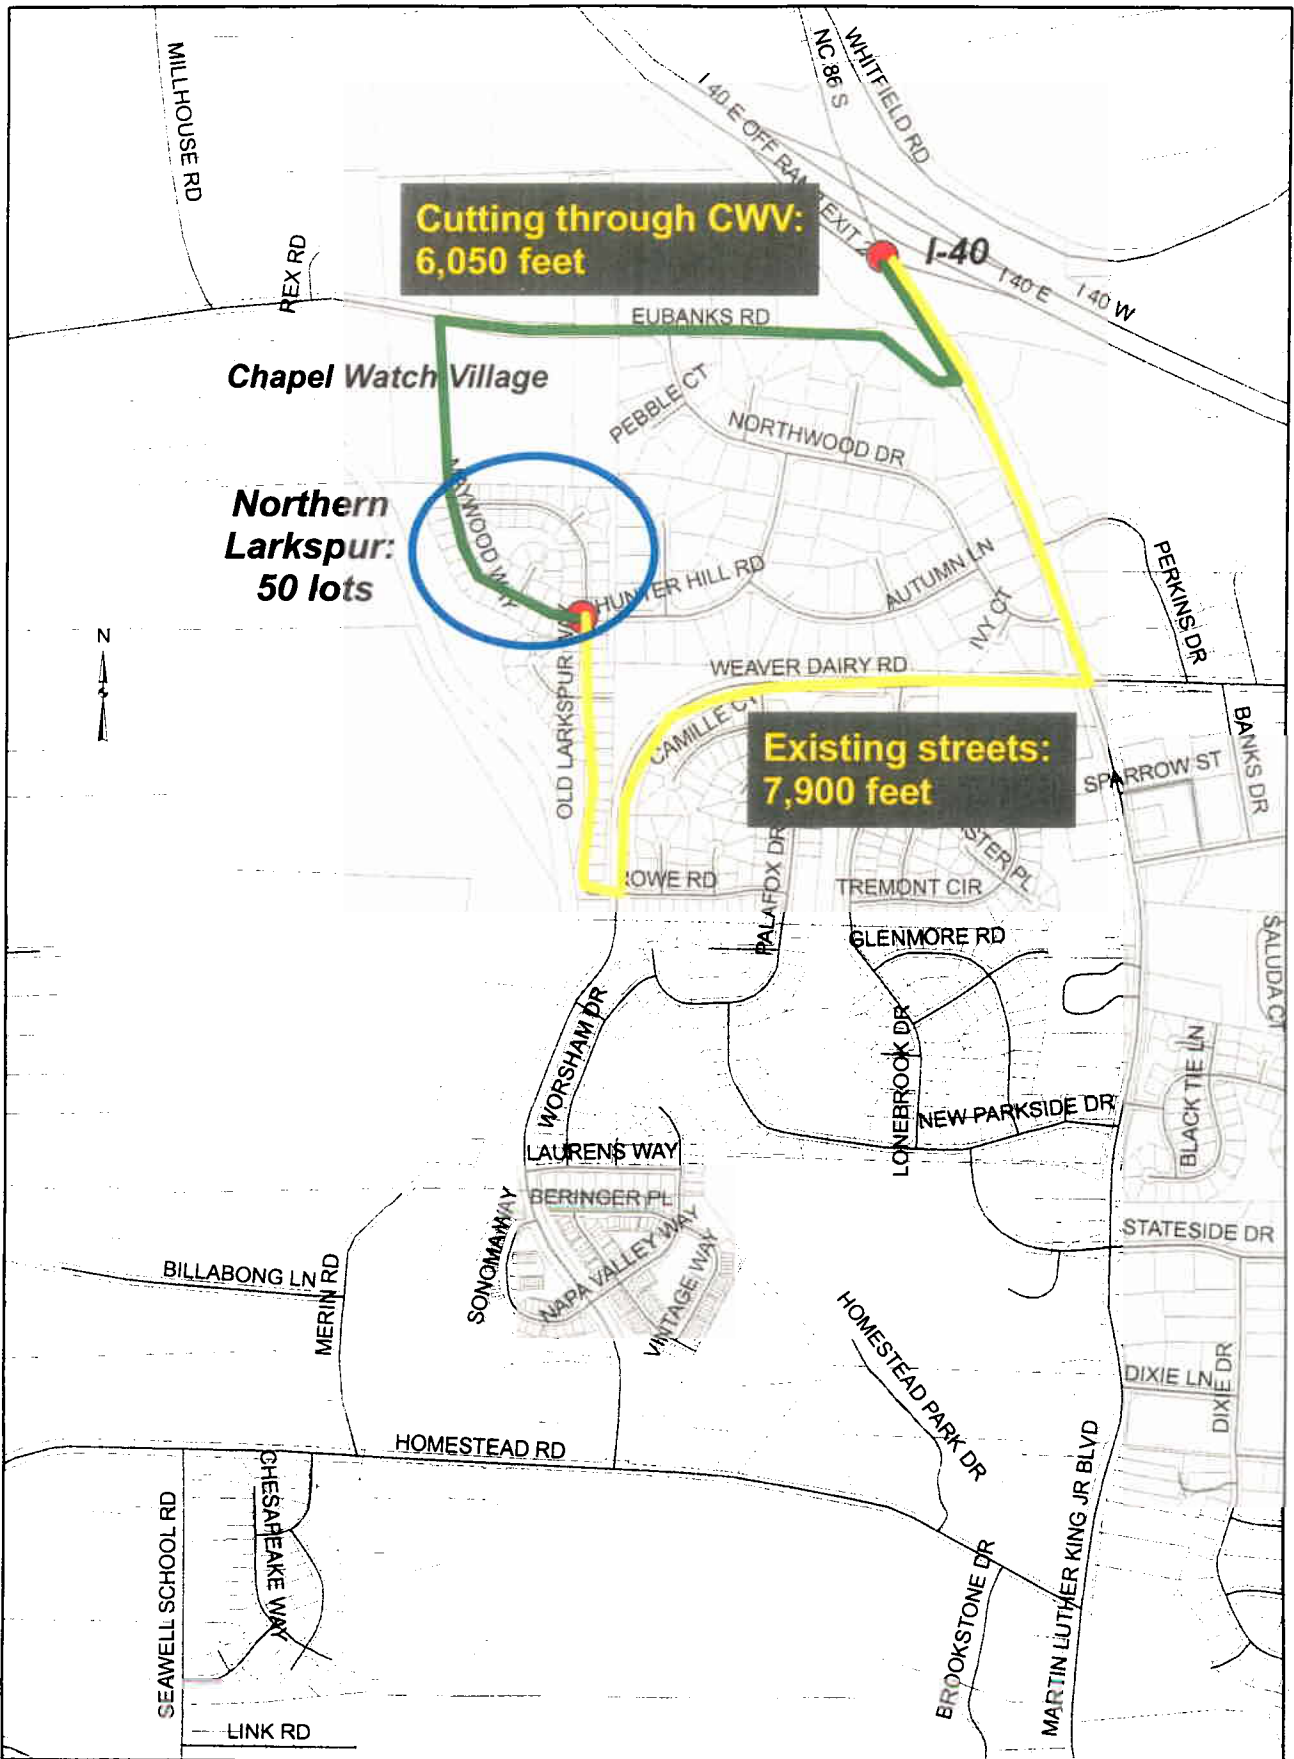 MILLHOUSE RD
NC 86 S
WHITFIELD RD
I 40 E OFF RAMP EXIT 2
Cutting through CWV:
6,050 feet
I-40
I 40 E
I 40 W
REX RD
EUBANKS RD
Chapel Watch Village
PEBBLE CT
NORTHWOOD DR
Northern
Larkspur:
50 lots
MAYWOOD WAY
HUNTER HILL RD
AUTUMN LN
IVY CT
PERKINS DR
N
OLD LARKSPUR
WEAVER DAIRY RD
CAMILLE CT
Existing streets:
7,900 feet
SPARROW ST
BANKS DR
ROWE RD
PALAFOX DR
STER PL
TREMONT CIR
GLENMORE RD
SALUDA CT
WORSHAM DR
LONEBROOK DR
NEW PARKSIDE DR
BLACK TIE LN
LAURENS WAY
BERINGER PL
SONOMA WAY
NAPA VALLEY WAY
VINTAGE WAY
STATESIDE DR
BILLABONG LN
MERIN RD
HOMESTEAD PARK DR
DIXIE LN
DIXIE DR
HOMESTEAD RD
CHESAPEAKE WAY
SEAWELL SCHOOL RD
BROOKSTONE DR
MARTIN LUTHER KING JR BLVD
LINK RD